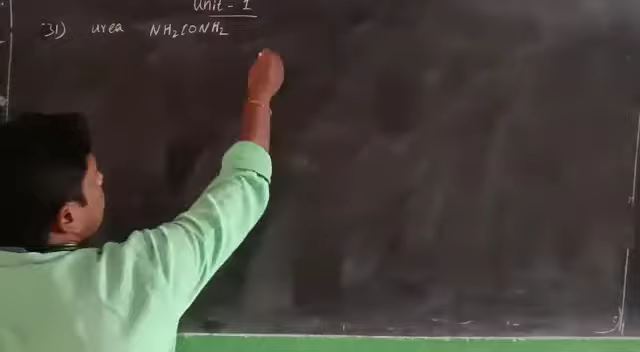 Unit - 1
31) urea NH₂CONH₂